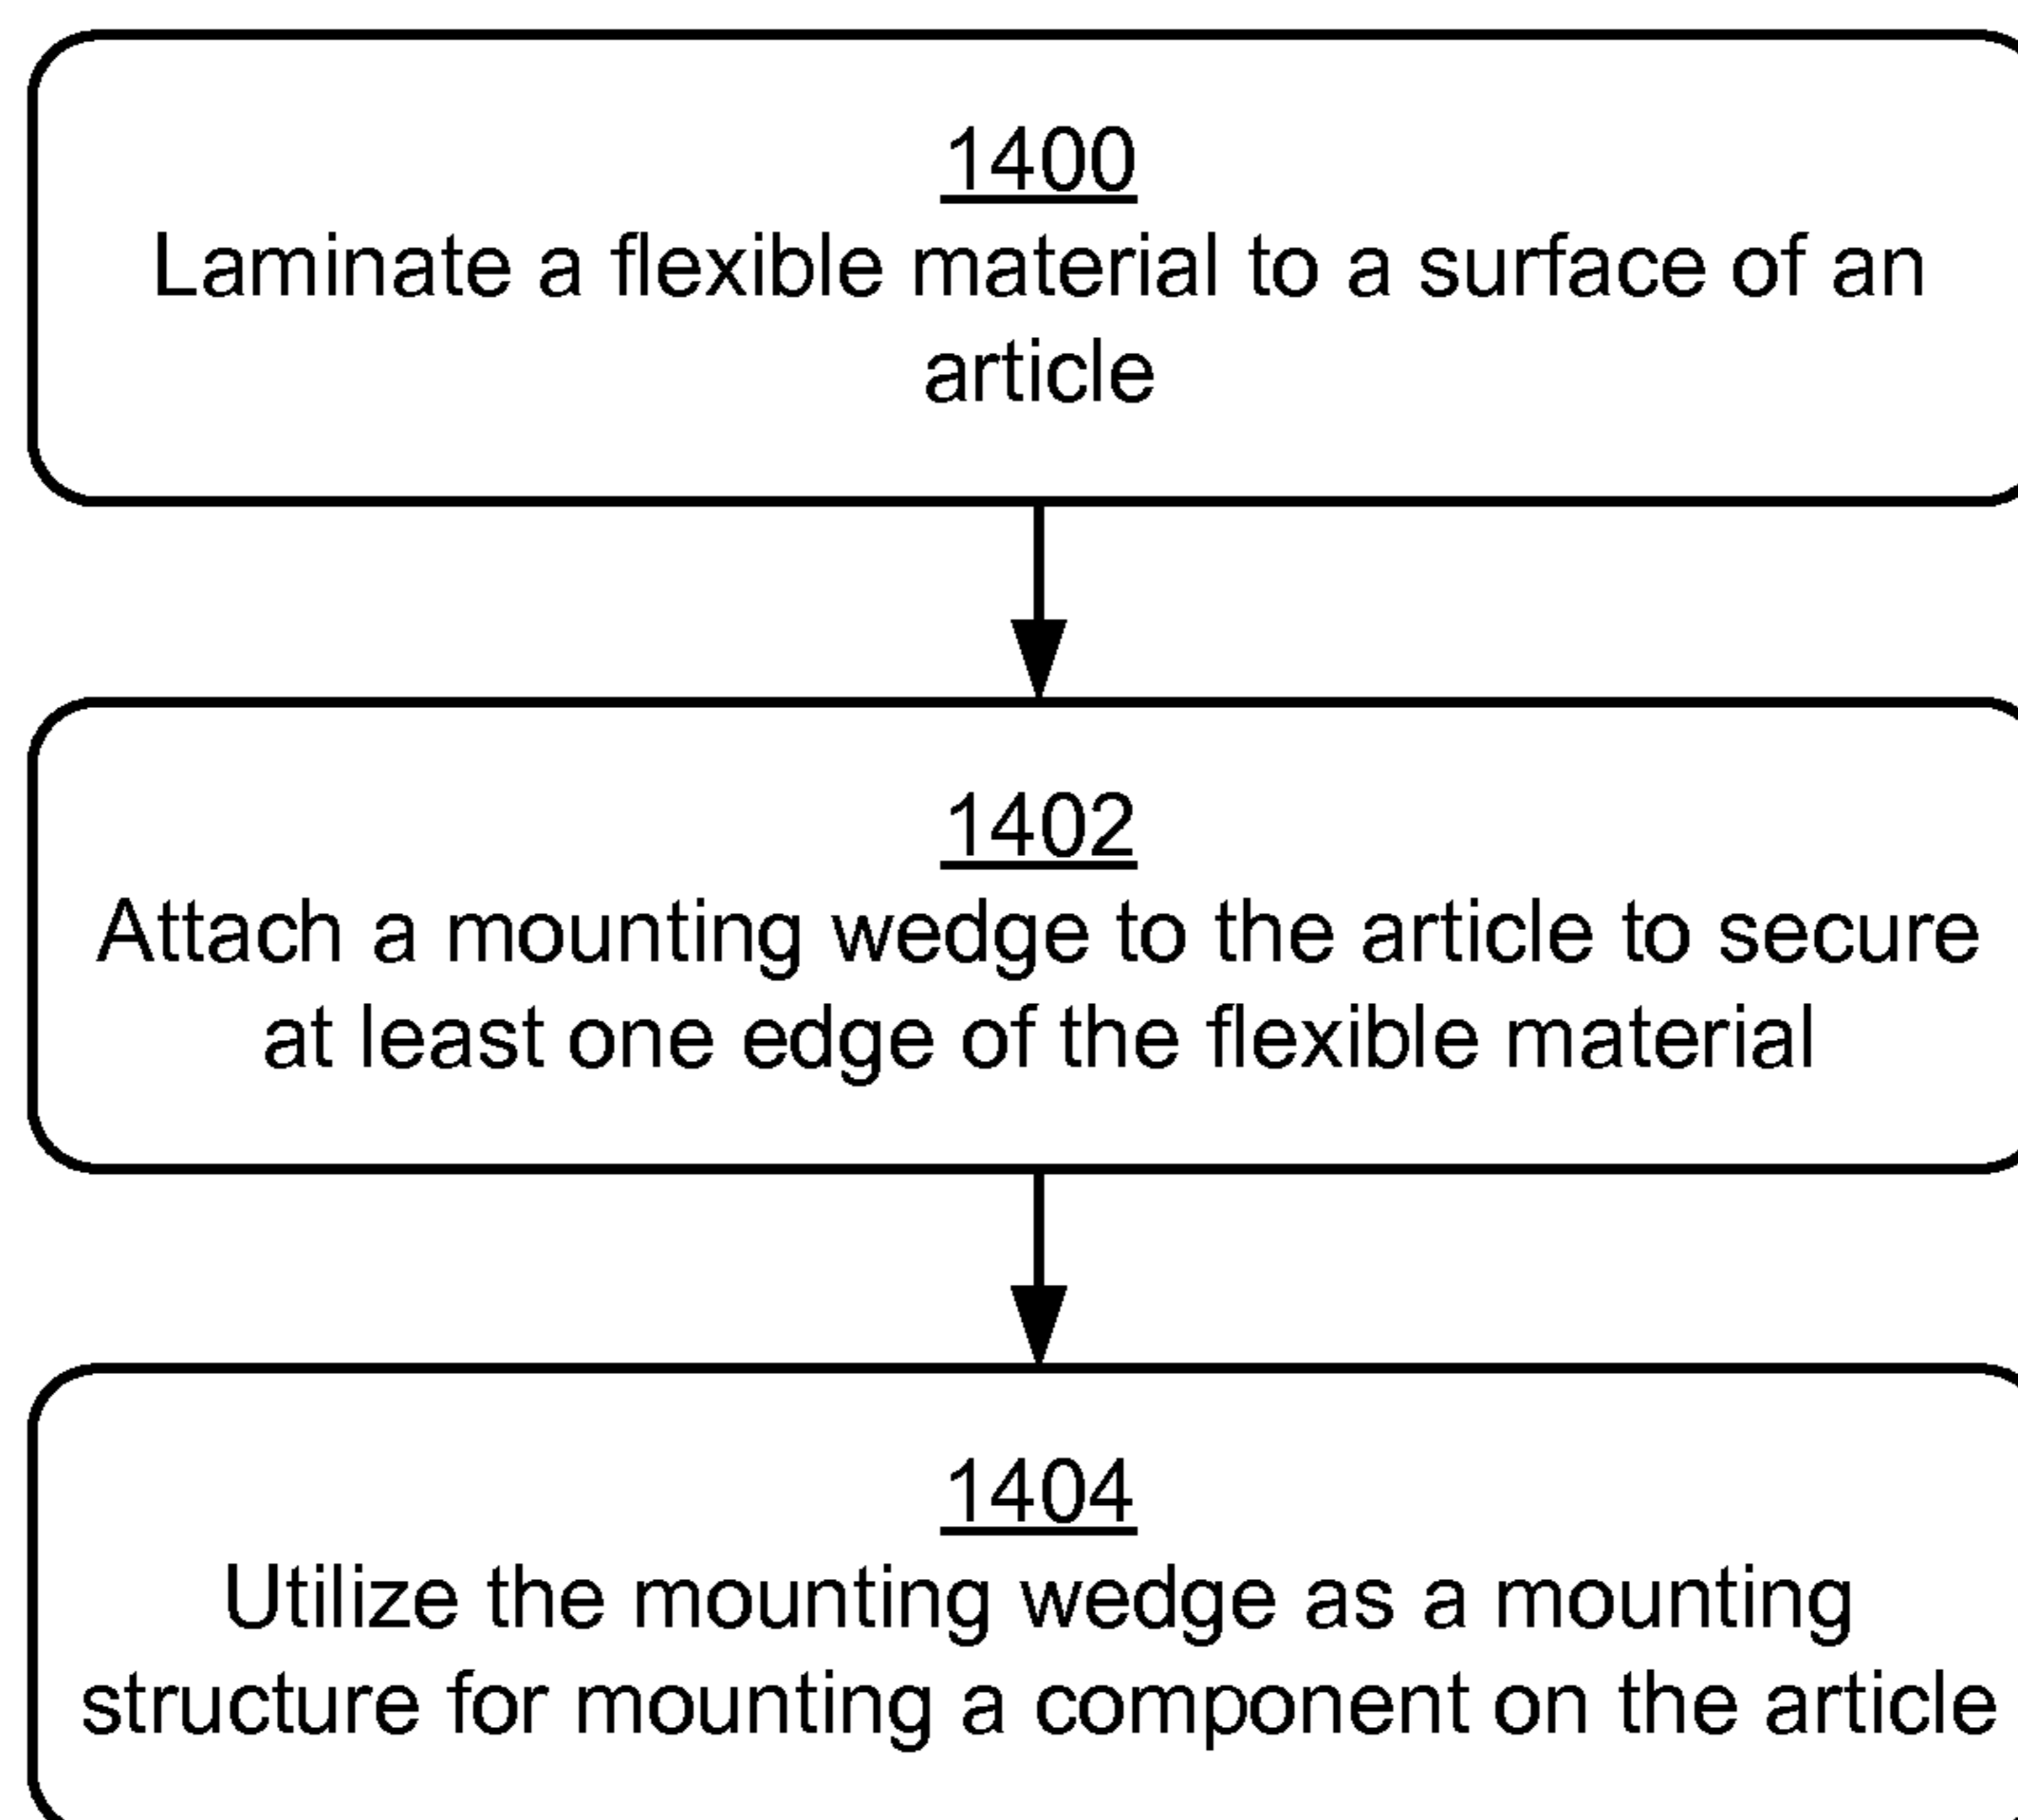 1400
Laminate a flexible material to a surface of an
article
1402
Attach a mounting wedge to the article to secure
at least one edge of the flexible material
1404
Utilize the mounting wedge as a mounting
structure for mounting a component on the article